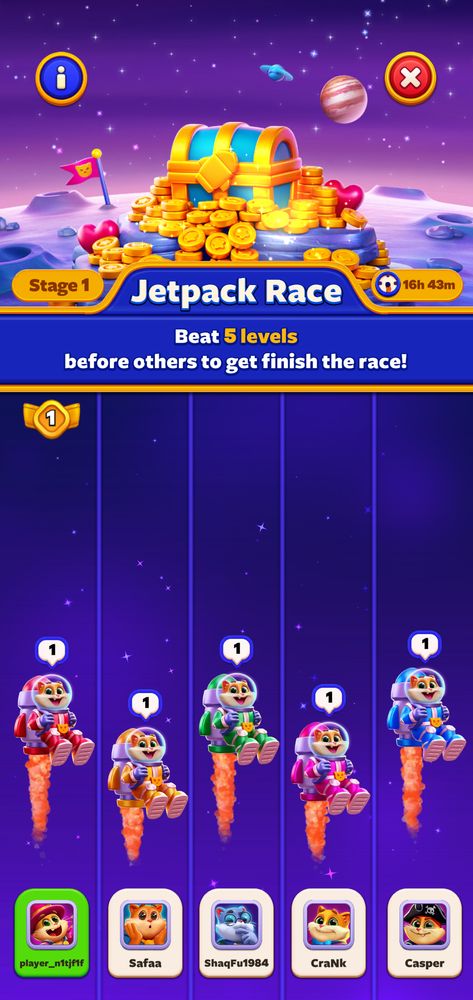 Stage 1
Jetpack Race
16h 43m
Beat 5 levels
before others to get finish the race!
1
1
1
1
1
1
player_n1tjf1f
Safaa
ShaqFu1984
CraNk
Casper